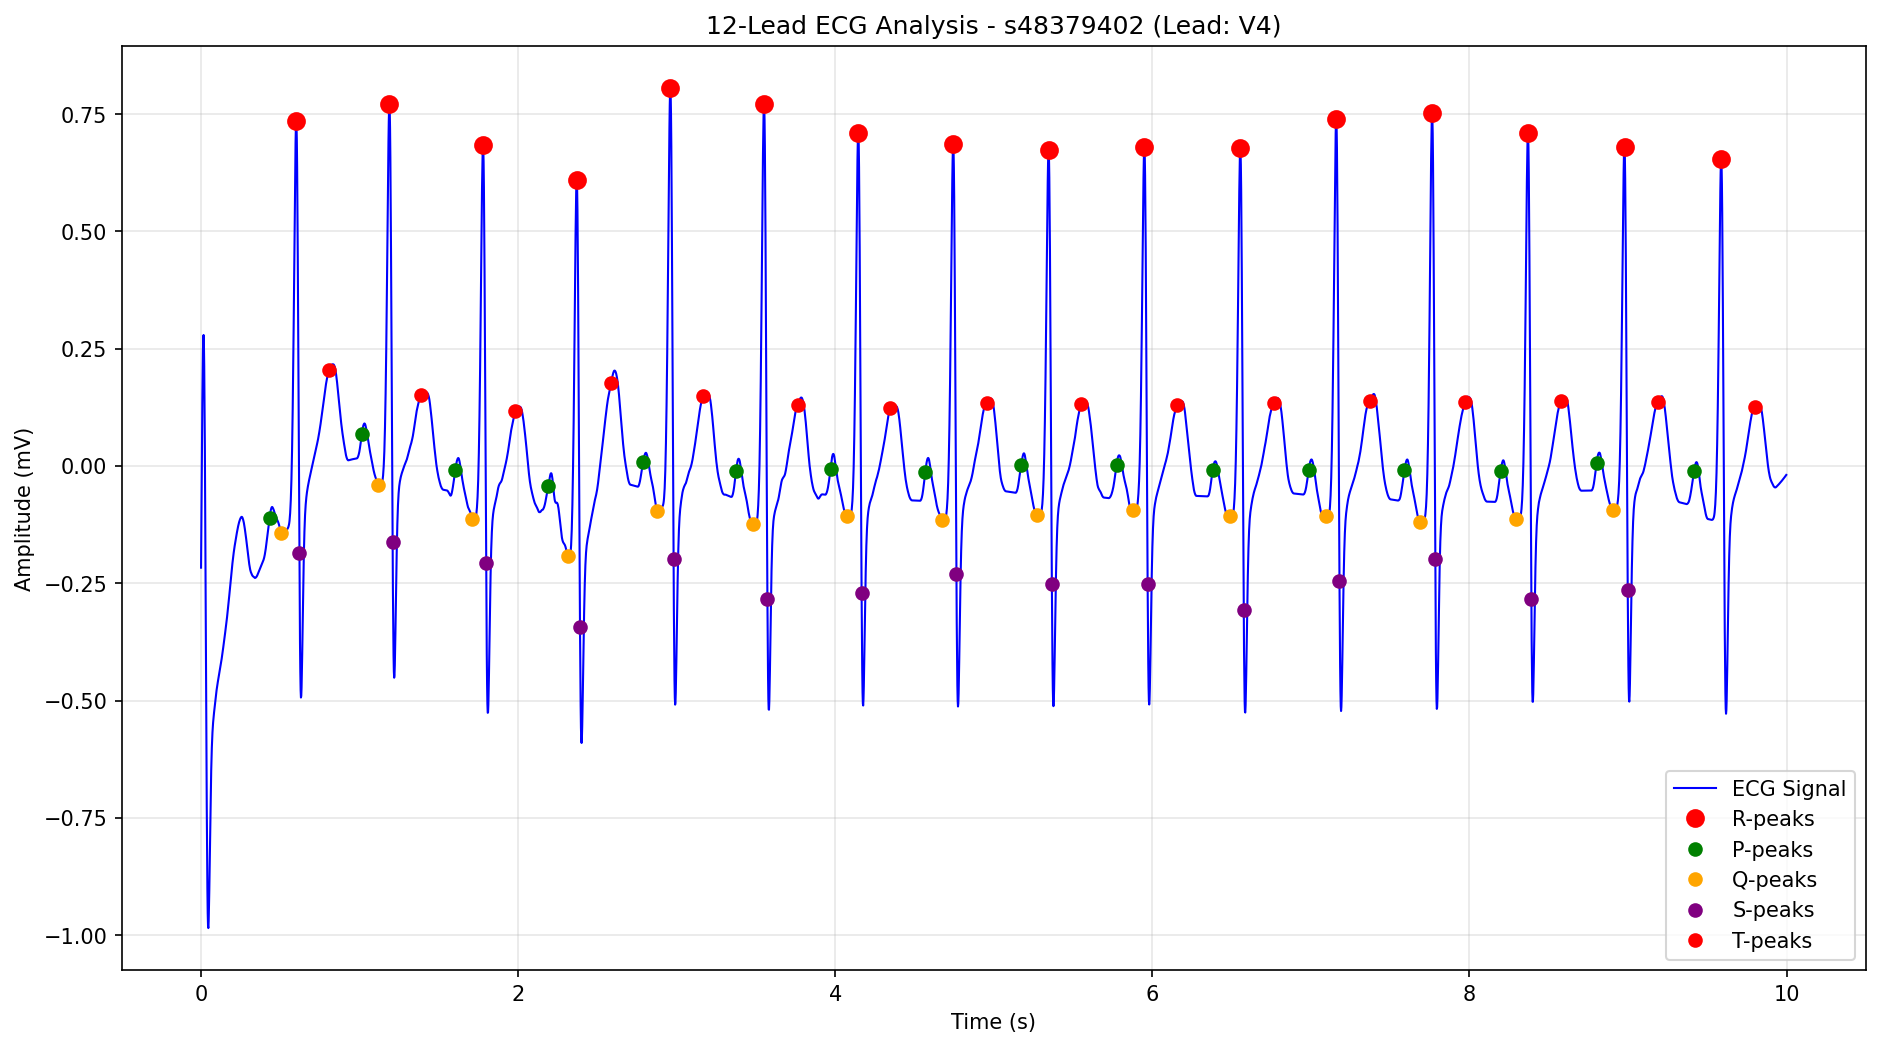 12-Lead ECG Analysis - s48379402 (Lead: V4)
0.75
0.50
0.25
0.00
−0.25
−0.50
−0.75
−1.00
Amplitude (mV)
0 2 4 6 8 10
Time (s)
ECG Signal
R-peaks
P-peaks
Q-peaks
S-peaks
T-peaks